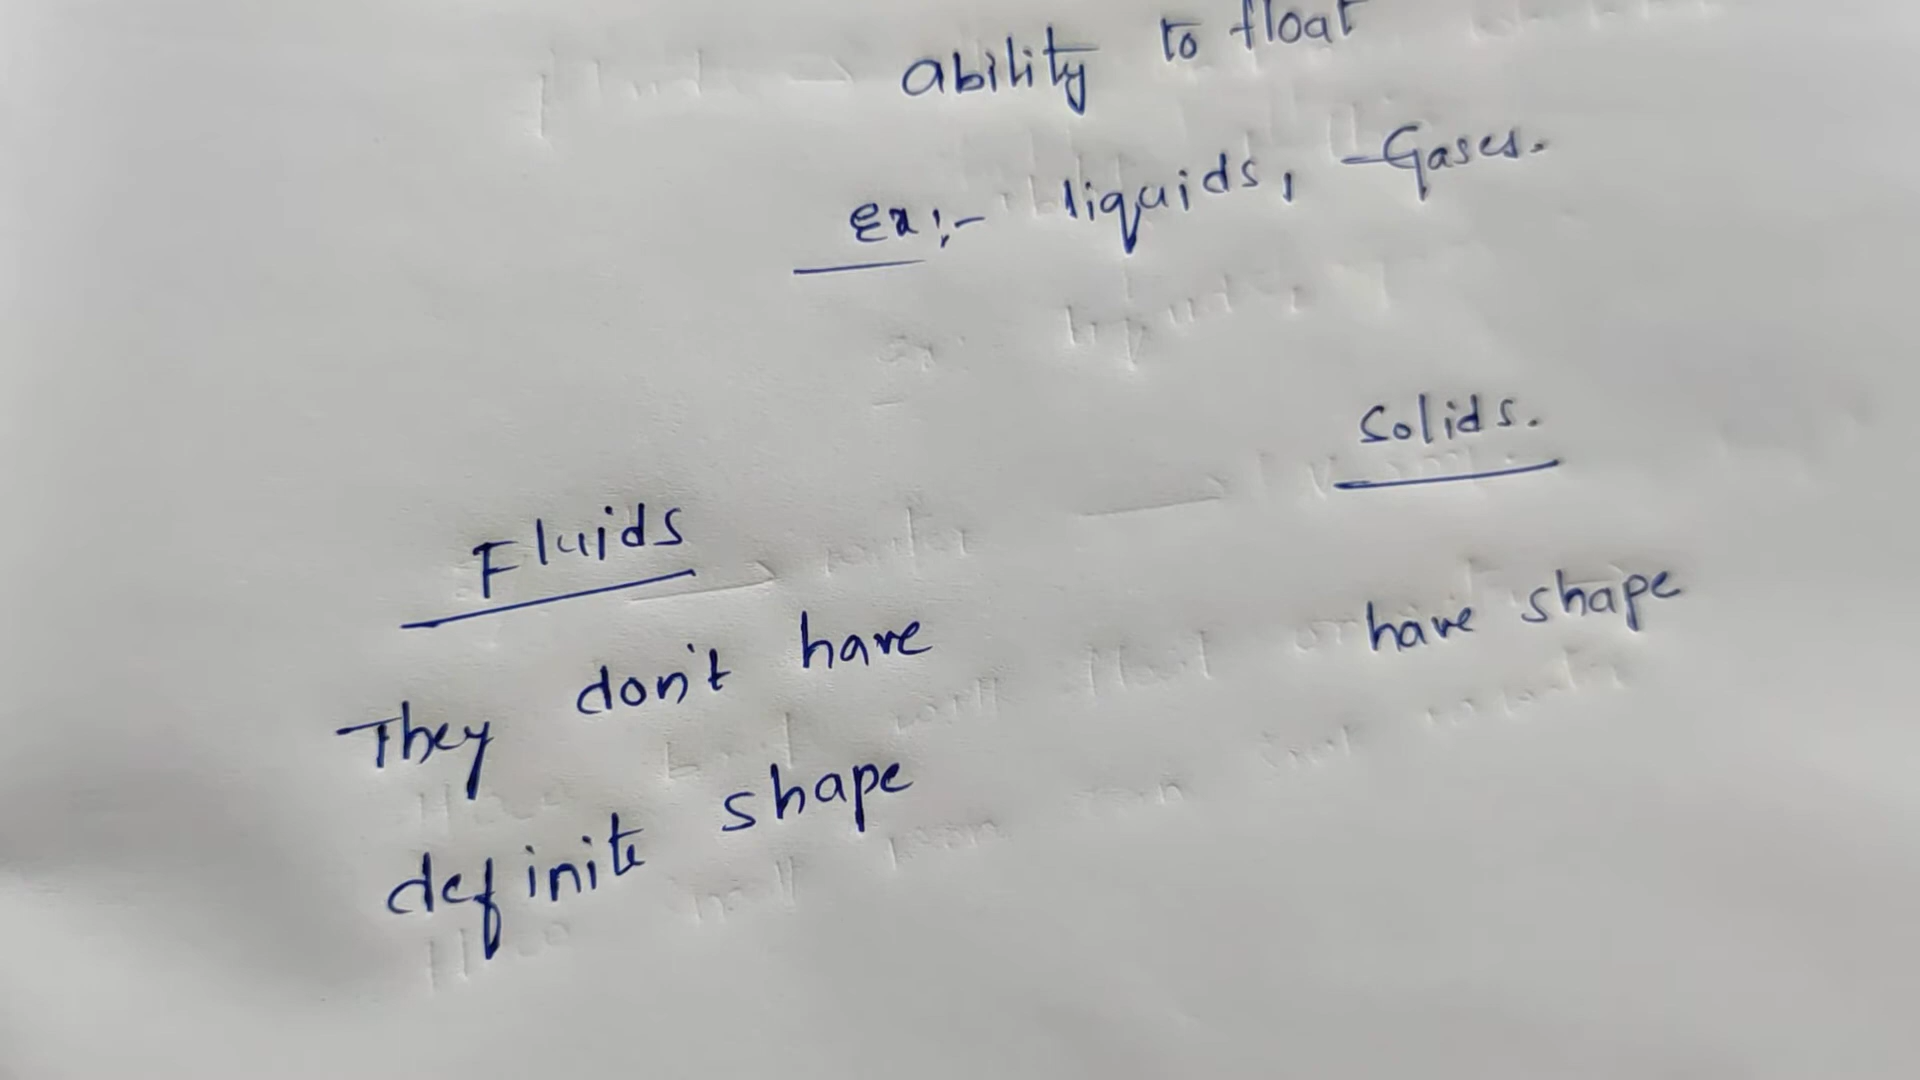 ability to float
Ex:- liquids, Gases.
Fluids Solids.
They don't have have shape
definite shape